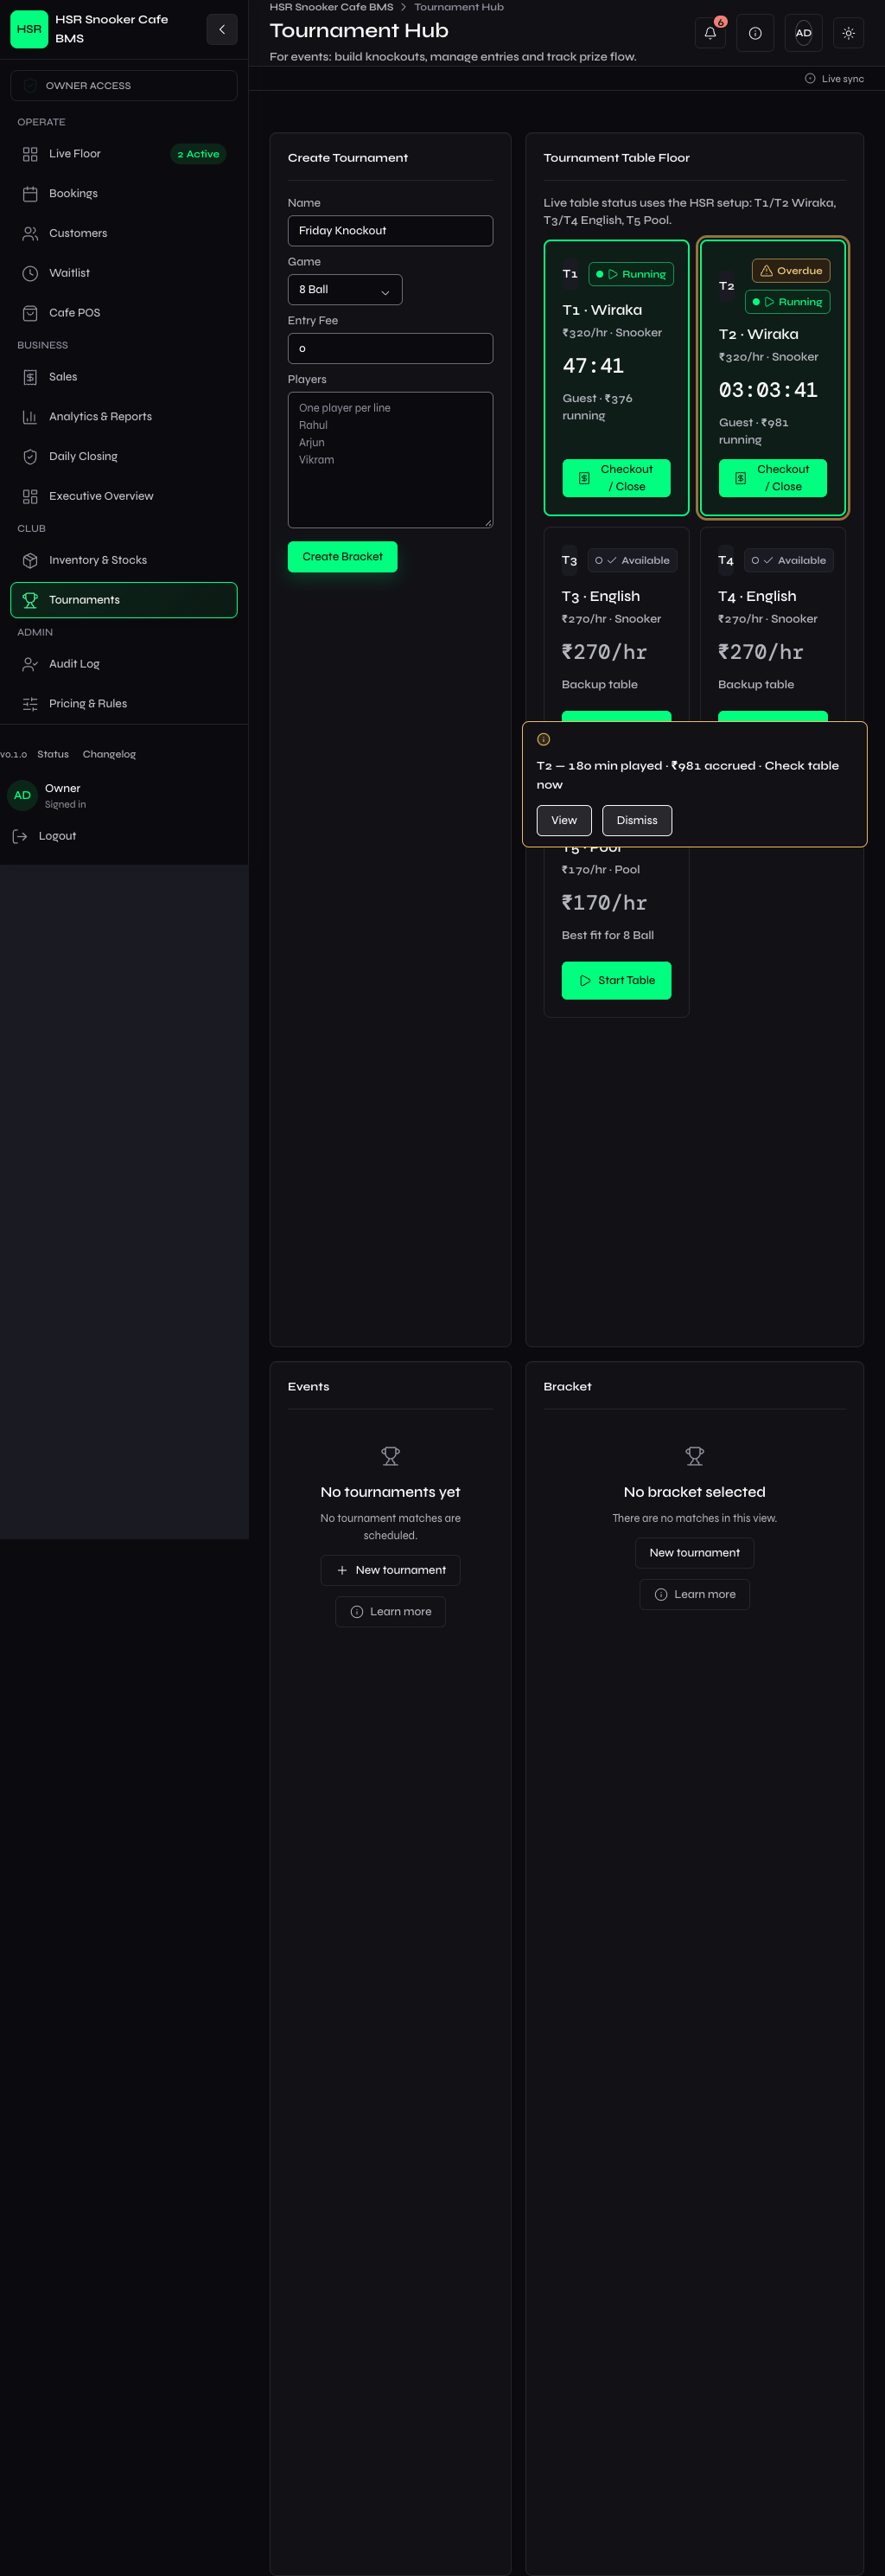 HSR
HSR Snooker Cafe
BMS
OWNER ACCESS
OPERATE
Live Floor
2 Active
Bookings
Customers
Waitlist
Cafe POS
BUSINESS
Sales
Analytics & Reports
Daily Closing
Executive Overview
CLUB
Inventory & Stocks
Tournaments
ADMIN
Audit Log
Pricing & Rules
v0.1.0 Status Changelog
AD
Owner
Signed in
Logout
HSR Snooker Cafe BMS > Tournament Hub
Tournament Hub
For events: build knockouts, manage entries and track prize flow.
6
AD
Live sync
Create Tournament
Name
Friday Knockout
Game
8 Ball
Entry Fee
0
Players
One player per line
Rahul
Arjun
Vikram
Create Bracket
Tournament Table Floor
Live table status uses the HSR setup: T1/T2 Wiraka,
T3/T4 English, T5 Pool.
T1
Running
T1 · Wiraka
₹320/hr · Snooker
47:41
Guest · ₹376
running
Checkout
/ Close
T2
Overdue
Running
T2 · Wiraka
₹320/hr · Snooker
03:03:41
Guest · ₹981
running
Checkout
/ Close
T3
Available
T3 · English
₹270/hr · Snooker
₹270/hr
Backup table
T4
Available
T4 · English
₹270/hr · Snooker
₹270/hr
Backup table
T2 — 180 min played · ₹981 accrued · Check table
now
View
Dismiss
T5 · Pool
₹170/hr · Pool
₹170/hr
Best fit for 8 Ball
Start Table
Events
No tournaments yet
No tournament matches are
scheduled.
New tournament
Learn more
Bracket
No bracket selected
There are no matches in this view.
New tournament
Learn more